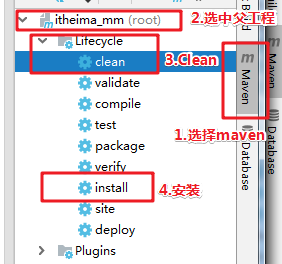 itheima_mm (root)
2.选中父工程
Lifecycle
3.Clean
clean
validate
compile
test
package
verify
install
4.安装
site
deploy
Plugins
m Maven
1.选择maven
Database
Database